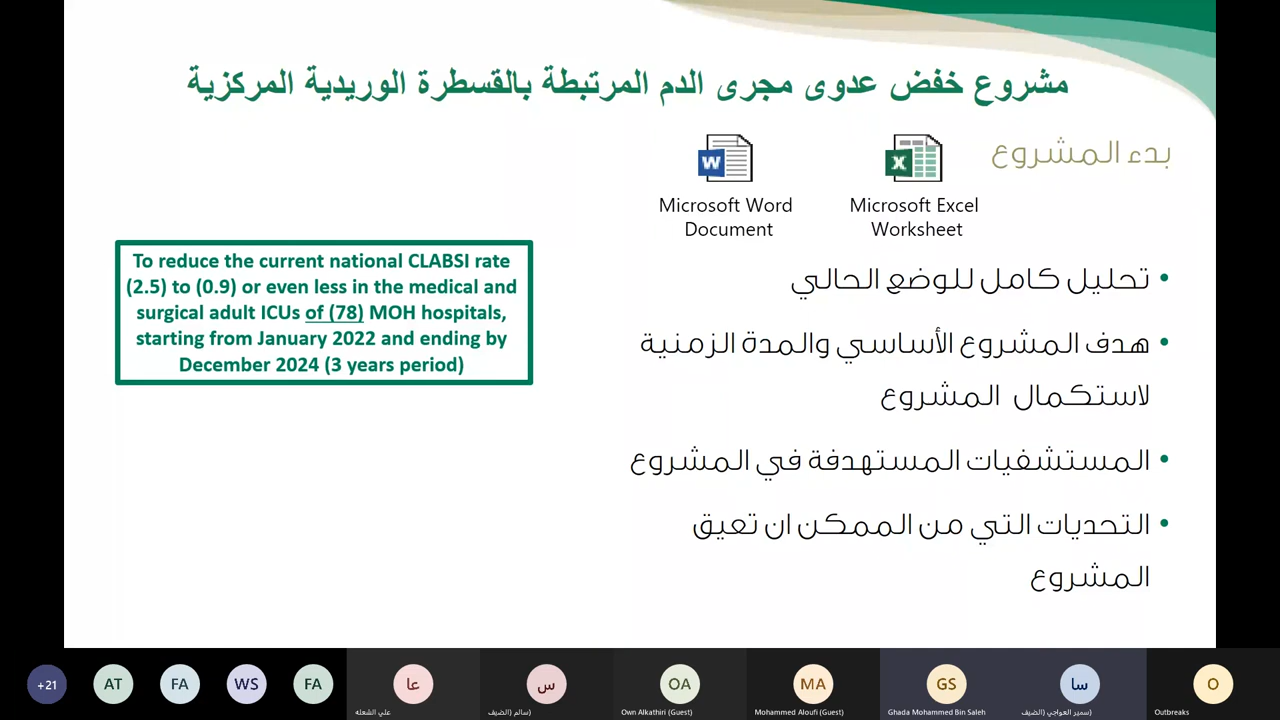 مشروع خفض عدوى مجرى الدم المرتبطة بالقسطرة الوريدية المركزية
بدء المشروع
W
Microsoft Word
Document
X
Microsoft Excel
Worksheet
To reduce the current national CLABSI rate
(2.5) to (0.9) or even less in the medical and
surgical adult ICUs of (78) MOH hospitals,
starting from January 2022 and ending by
December 2024 (3 years period)
• تحليل كامل للوضع الحالي
• هدف المشروع الأساسي والمدة الزمنية
لاستكمال المشروع
• المستشفيات المستهدفة في المشروع
• التحديات التي من الممكن ان تعيق
المشروع
+21
AT
FA
WS
FA
عا
علي الشعله
س
سالم (الضيف)
OA
Own Alkathiri (Guest)
MA
Mohammed Aloufi (Guest)
GS
Ghada Mohammed Bin Saleh
سا
سمير العواجي (الضيف)
O
Outbreaks